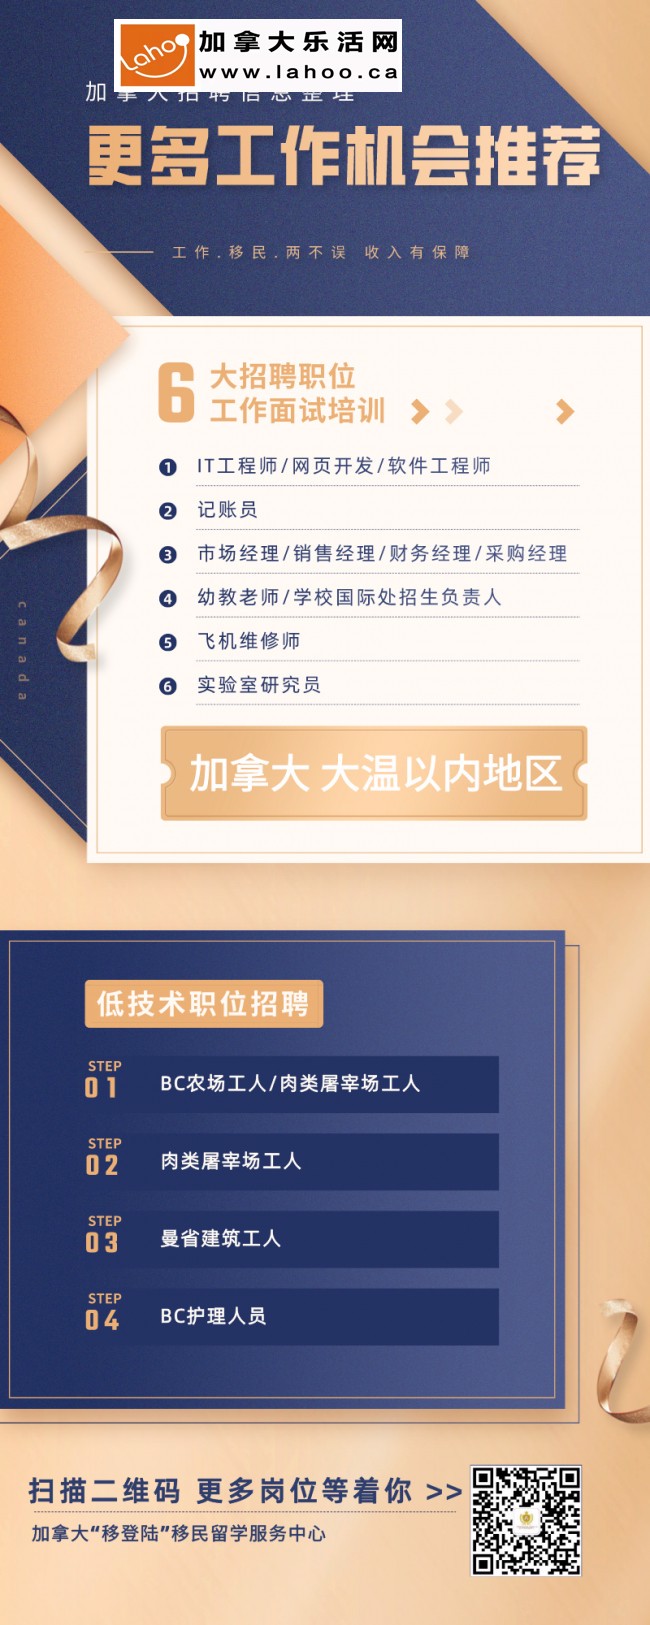 Lahoo
加拿大乐活网
www.lahoo.ca
加拿大招聘信息整理
更多工作机会推荐
工作.移民.两不误 收入有保障
6
大招聘职位
工作面试培训
1 IT工程师/网页开发/软件工程师
2 记账员
3 市场经理/销售经理/财务经理/采购经理
4 幼教老师/学校国际处招生负责人
5 飞机维修师
6 实验室研究员
canada
加拿大 大温以内地区
低技术职位招聘
STEP
01 BC农场工人/肉类屠宰场工人
STEP
02 肉类屠宰场工人
STEP
03 曼省建筑工人
STEP
04 BC护理人员
扫描二维码 更多岗位等着你 >>
加拿大“移登陆”移民留学服务中心